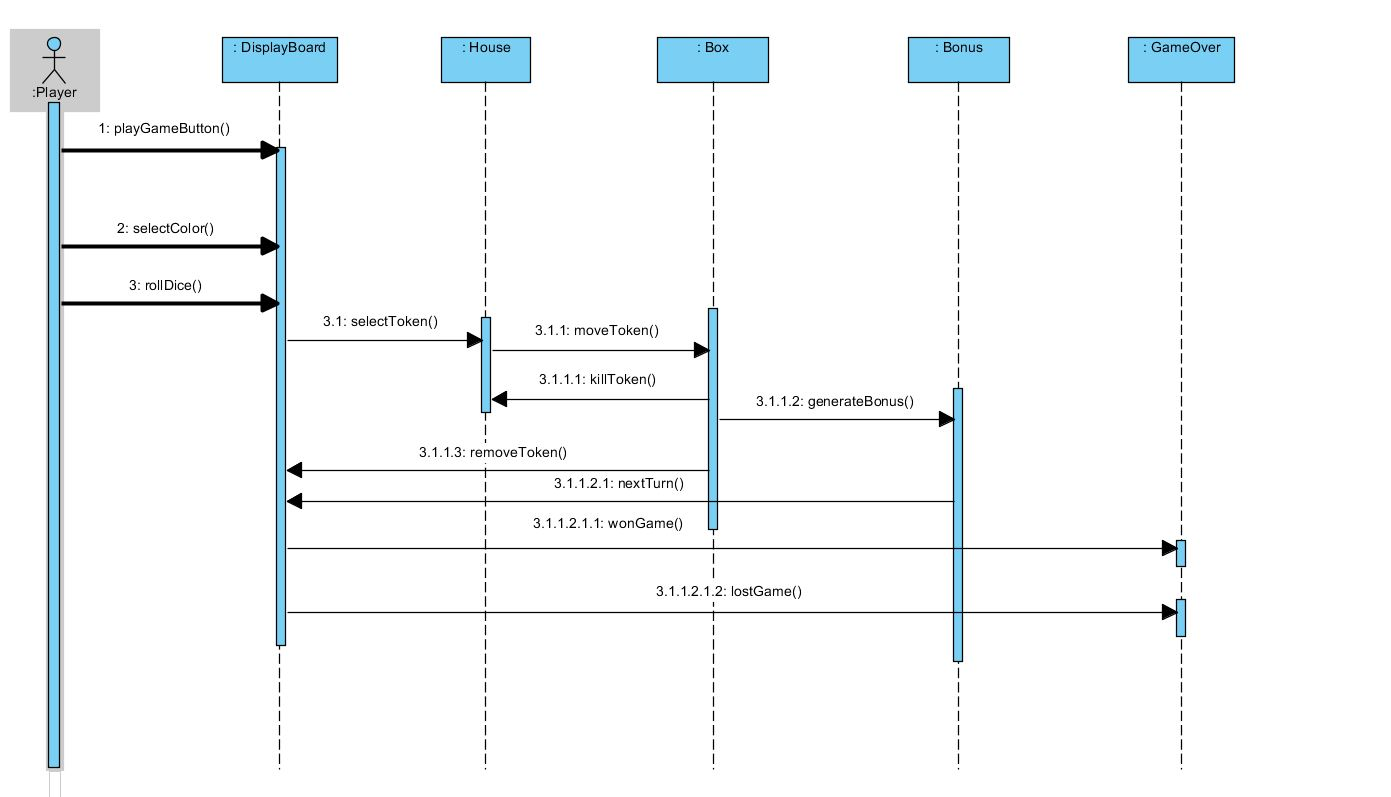 :Player
: DisplayBoard
: House
: Box
: Bonus
: GameOver
1: playGameButton()
2: selectColor()
3: rollDice()
3.1: selectToken()
3.1.1: moveToken()
3.1.1.1: killToken()
3.1.1.2: generateBonus()
3.1.1.3: removeToken()
3.1.1.2.1: nextTurn()
3.1.1.2.1.1: wonGame()
3.1.1.2.1.2: lostGame()